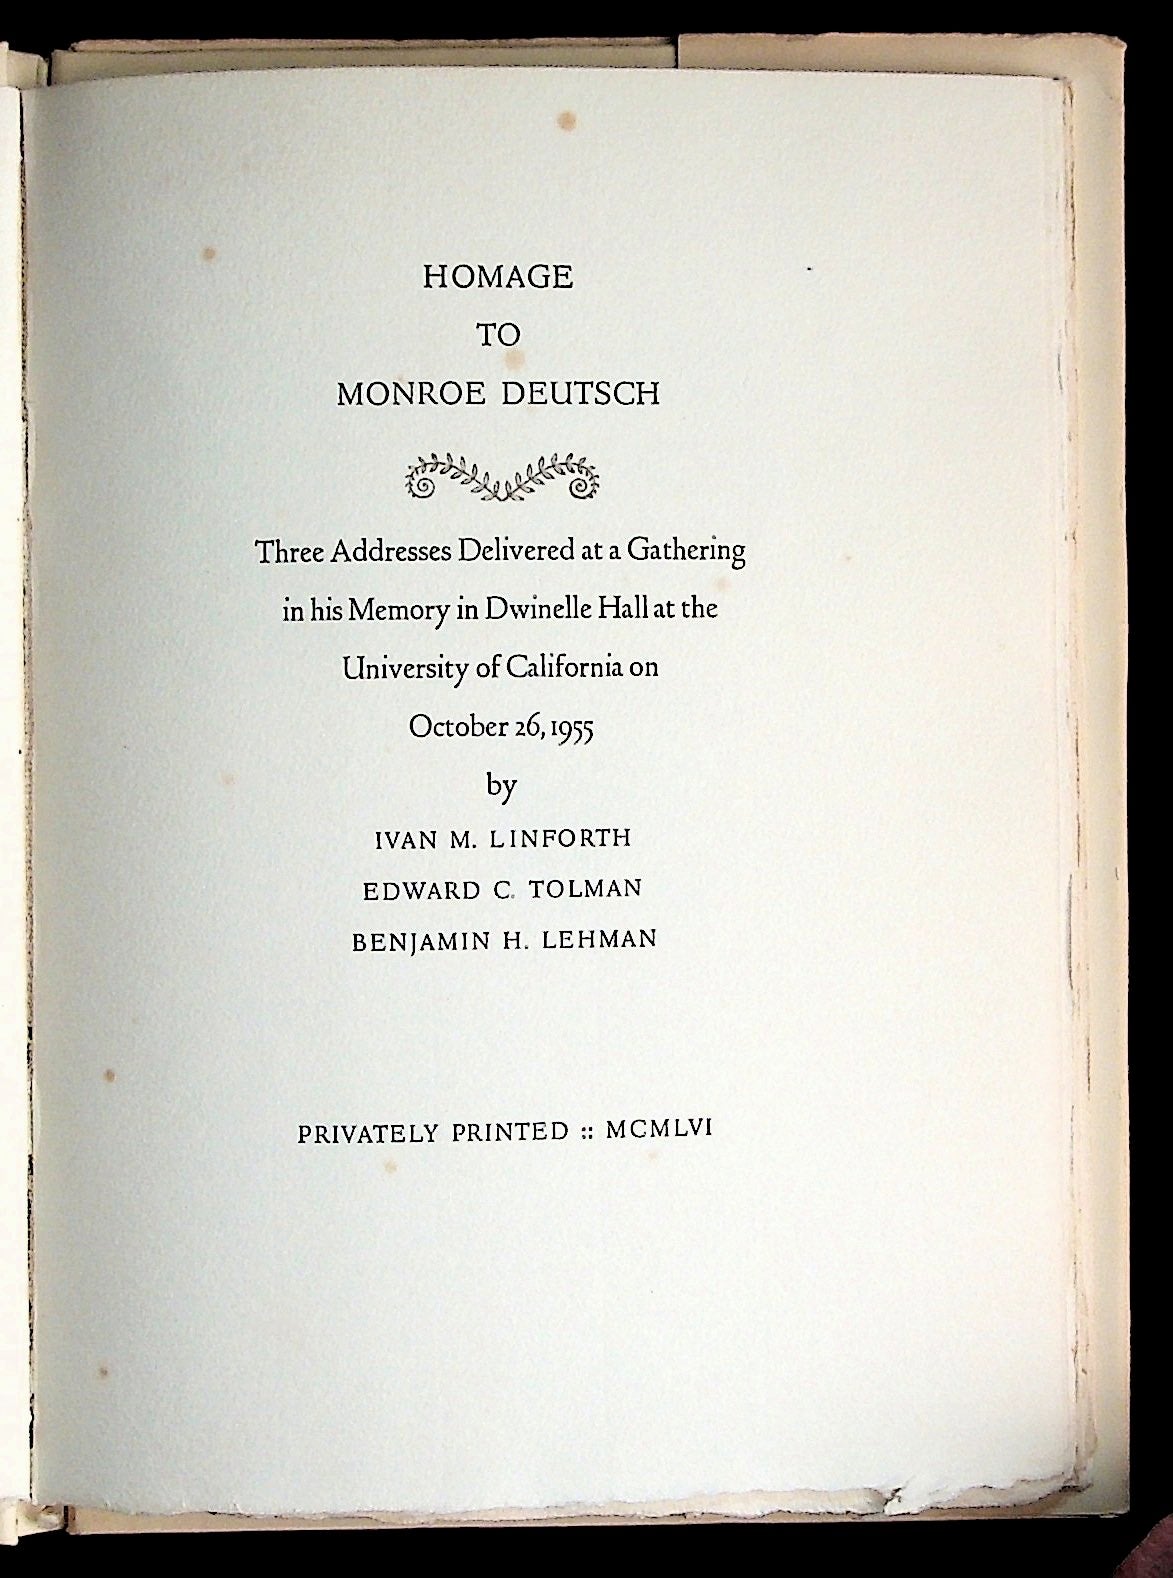 HOMAGE
TO
MONROE DEUTSCH
Three Addresses Delivered at a Gathering
in his Memory in Dwinelle Hall at the
University of California on
October 26, 1955
by
IVAN M. LINFORTH
EDWARD C. TOLMAN
BENJAMIN H. LEHMAN
PRIVATELY PRINTED :: MCMLVI